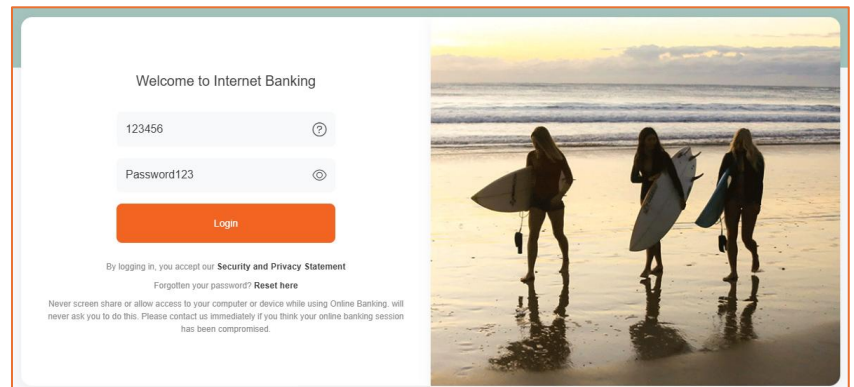 Welcome to Internet Banking
123456
Password123
Login
By logging in, you accept our Security and Privacy Statement
Forgotten your password? Reset here
Never screen share or allow access to your computer or device while using Online Banking. will
never ask you to do this. Please contact us immediately if you think your online banking session
has been compromised.